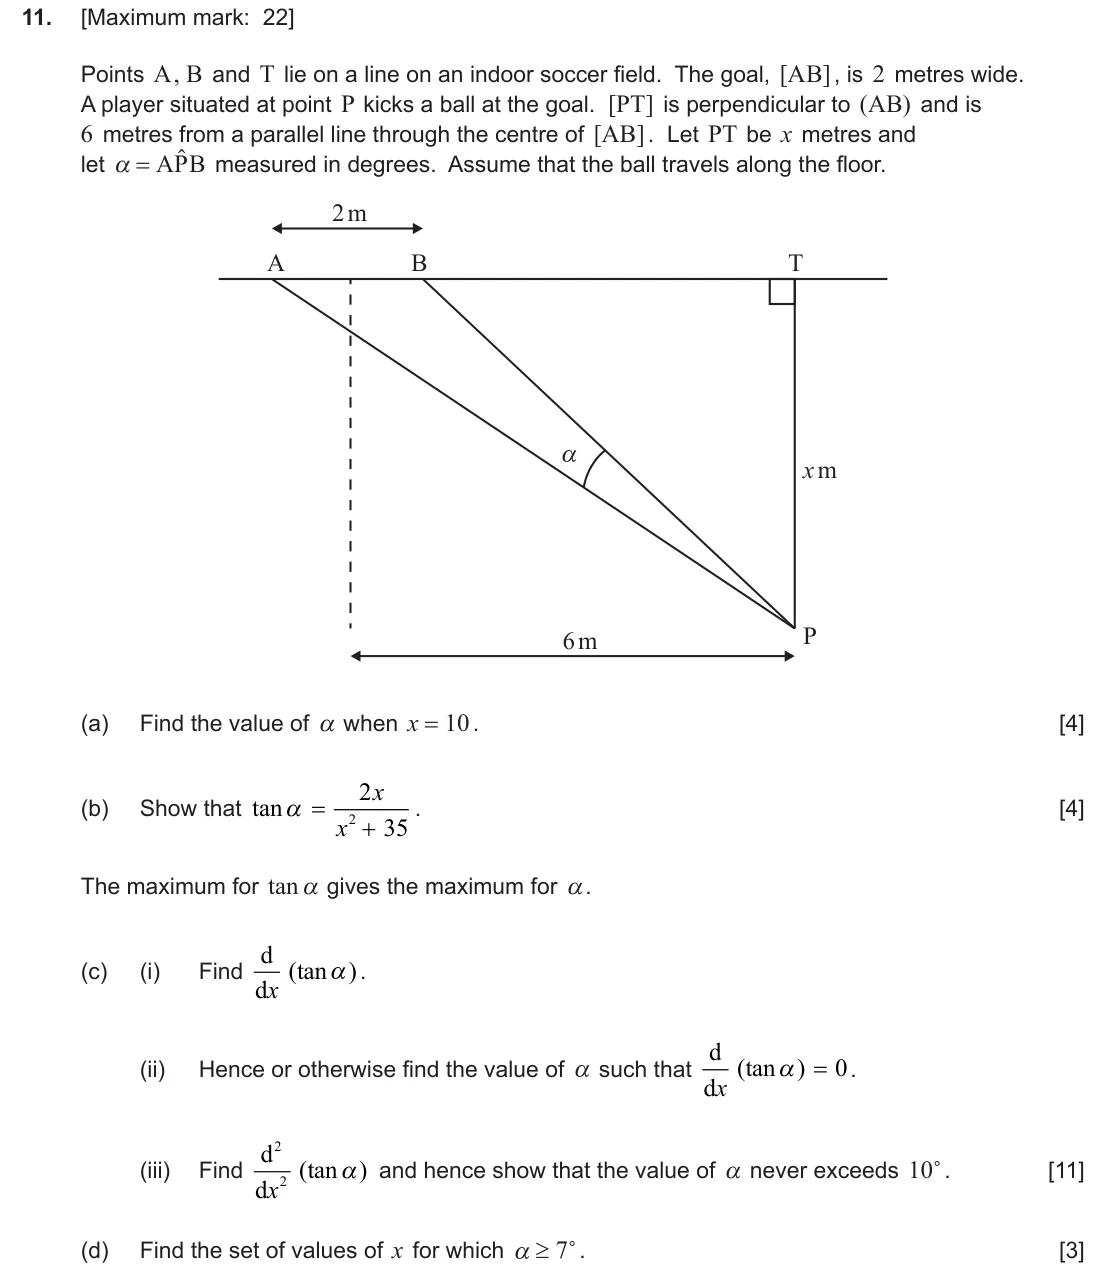 11. [Maximum mark: 22]
Points A, B and T lie on a line on an indoor soccer field. The goal, [AB], is 2 metres wide.
A player situated at point P kicks a ball at the goal. [PT] is perpendicular to (AB) and is
6 metres from a parallel line through the centre of [AB]. Let PT be x metres and
let α = AP̂B measured in degrees. Assume that the ball travels along the floor.
2 m
A B T
α
x m
P
6 m
(a) Find the value of α when x = 10. [4]
(b) Show that tan α = 2x / (x² + 35). [4]
The maximum for tan α gives the maximum for α.
(c) (i) Find d/dx (tan α).
(ii) Hence or otherwise find the value of α such that d/dx (tan α) = 0.
(iii) Find d²/dx² (tan α) and hence show that the value of α never exceeds 10°. [11]
(d) Find the set of values of x for which α ≥ 7°. [3]